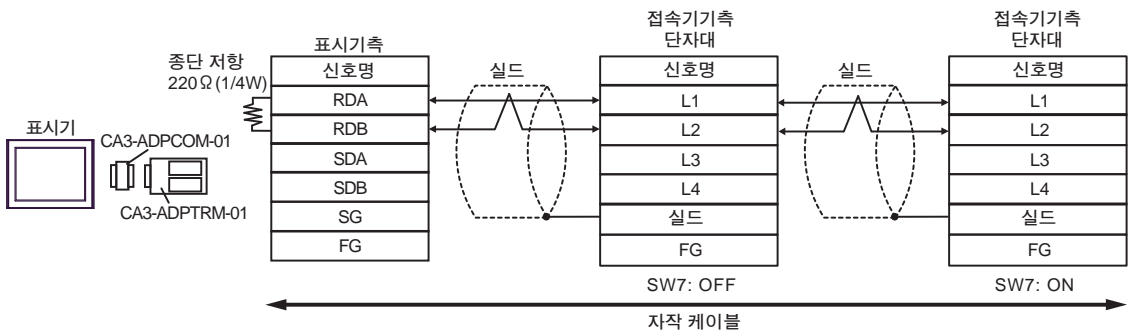 표시기
CA3-ADPCOM-01
CA3-ADPTRM-01
종단 저항
220Ω(1/4W)
표시기측
신호명
RDA
RDB
SDA
SDB
SG
FG
실드
접속기기측
단자대
신호명
L1
L2
L3
L4
실드
FG
SW7: OFF
실드
접속기기측
단자대
신호명
L1
L2
L3
L4
실드
FG
SW7: ON
자작 케이블